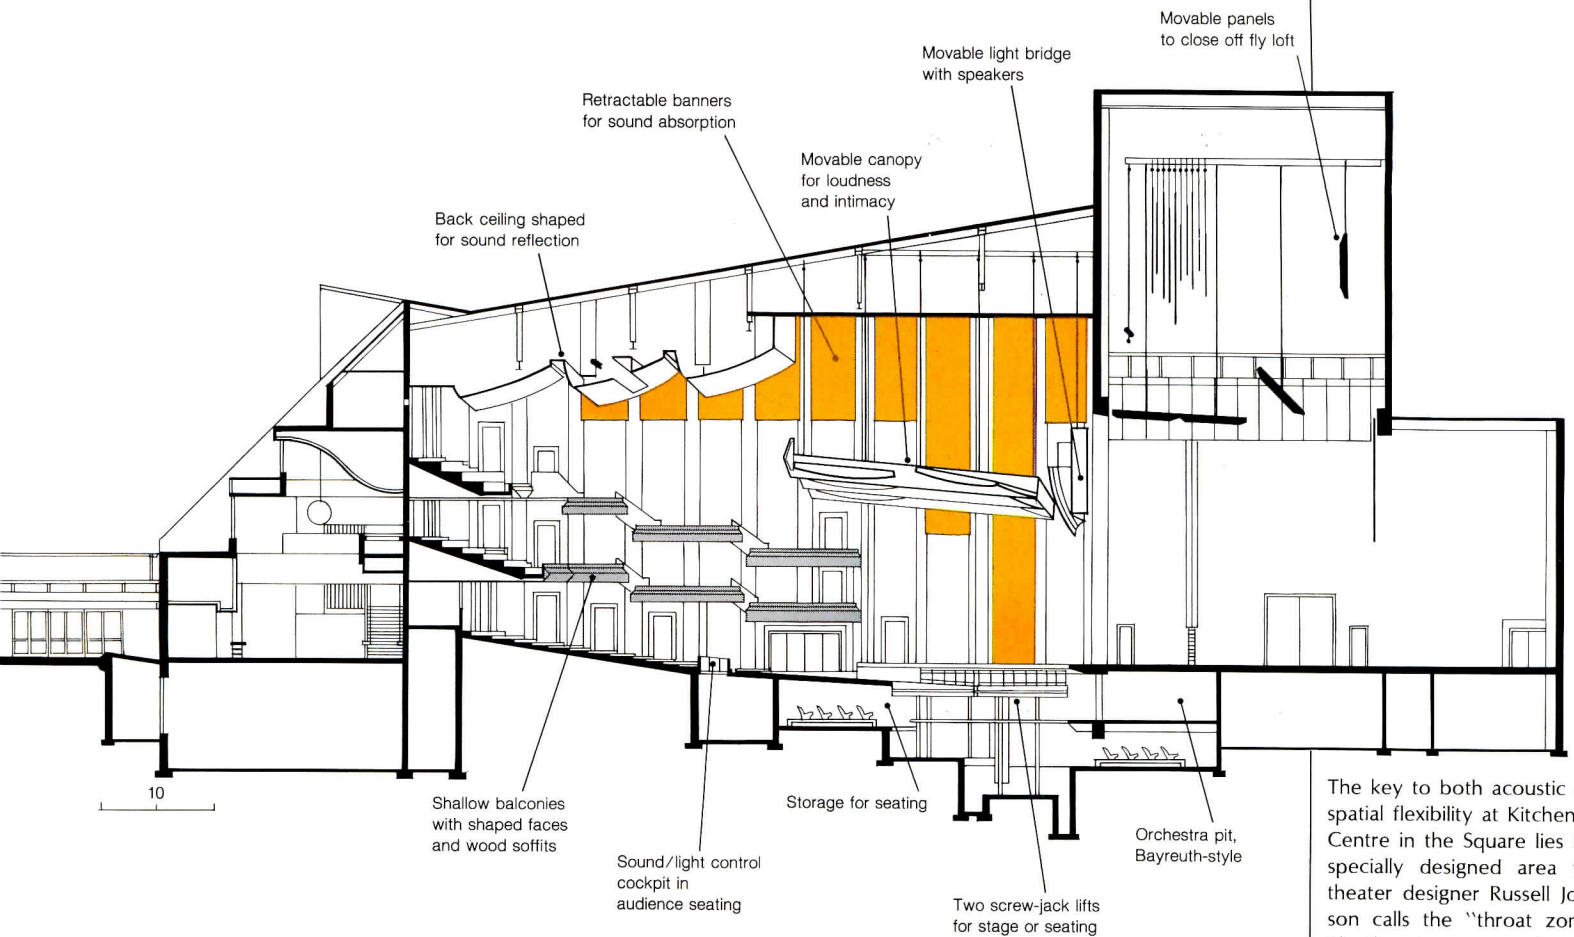 Movable panels
to close off fly loft
Movable light bridge
with speakers
Retractable banners
for sound absorption
Movable canopy
for loudness
and intimacy
Back ceiling shaped
for sound reflection
10
Shallow balconies
with shaped faces
and wood soffits
Sound/light control
cockpit in
audience seating
Storage for seating
Two screw-jack lifts
for stage or seating
Orchestra pit,
Bayreuth-style
The key to both acoustic
spatial flexibility at Kitchen
Centre in the Square lies
specially designed area
theater designer Russell Jo
son calls the "throat zon